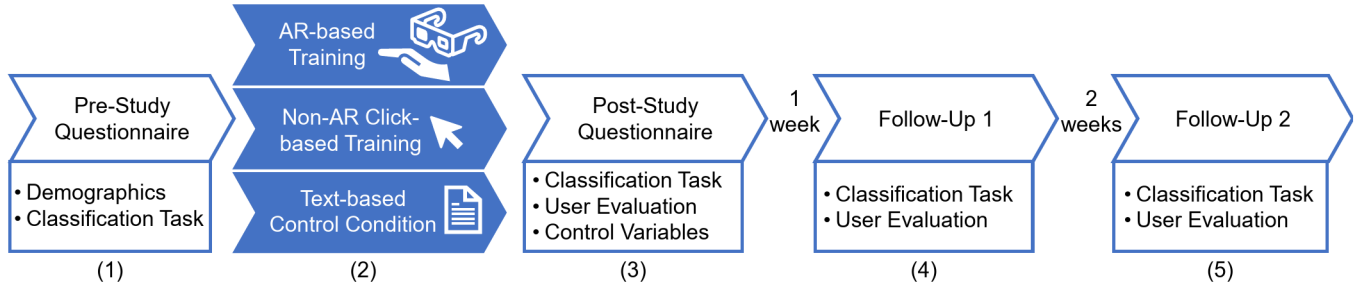 Pre-Study
Questionnaire
• Demographics
• Classification Task
(1)
AR-based
Training
Non-AR Click-
based Training
Text-based
Control Condition
(2)
Post-Study
Questionnaire
• Classification Task
• User Evaluation
• Control Variables
(3)
1
week
Follow-Up 1
• Classification Task
• User Evaluation
(4)
2
weeks
Follow-Up 2
• Classification Task
• User Evaluation
(5)